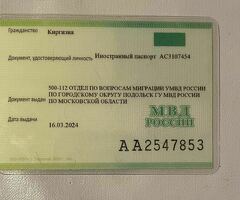 Гражданство Киргизия
Документ, удостоверяющий личность Иностранный паспорт АС3107454
500-112 ОТДЕЛ ПО ВОПРОСАМ МИГРАЦИИ УМВД РОССИИ
ПО ГОРОДСКОМУ ОКРУГУ ПОДОЛЬСК ГУ МВД РОССИИ
Документ выдан ПО МОСКОВСКОЙ ОБЛАСТИ
МВД
Дата выдачи 16.03.2024 РОССИИ
АА2547853